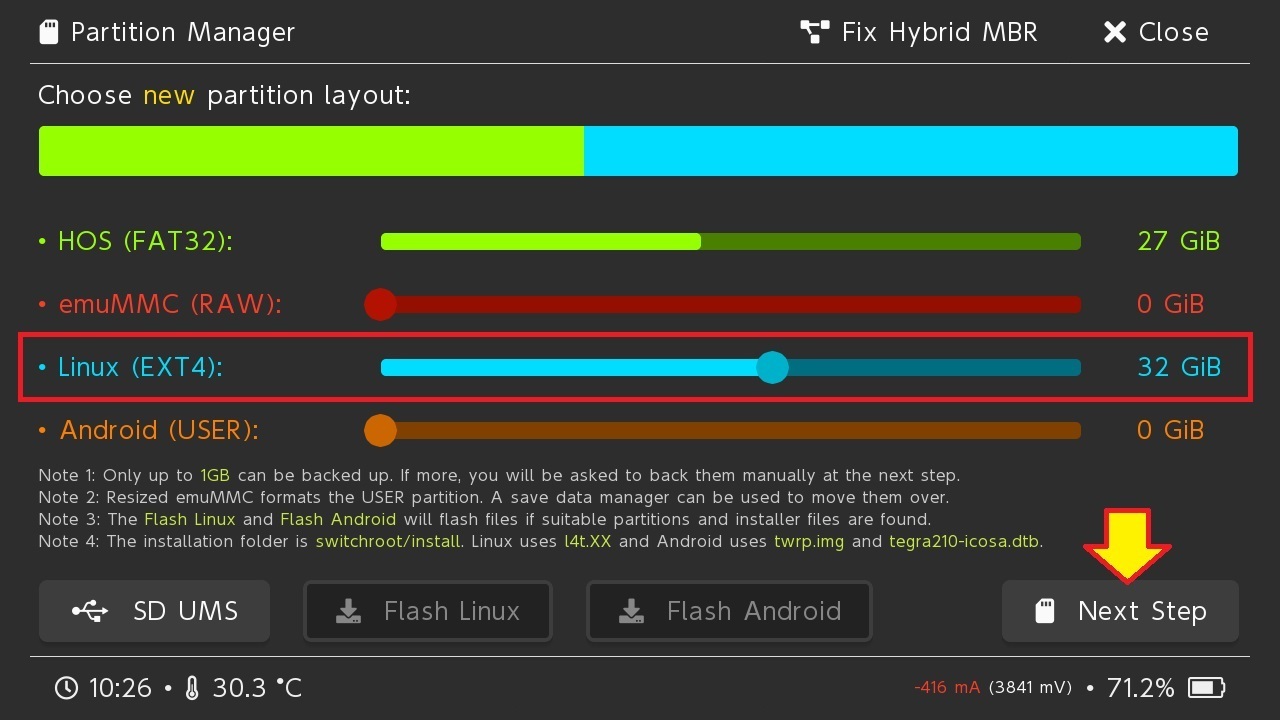 Partition Manager Fix Hybrid MBR Close
Choose new partition layout:
• HOS (FAT32): 27 GiB
• emuMMC (RAW): 0 GiB
• Linux (EXT4): 32 GiB
• Android (USER): 0 GiB
Note 1: Only up to 1GB can be backed up. If more, you will be asked to back them manually at the next step.
Note 2: Resized emuMMC formats the USER partition. A save data manager can be used to move them over.
Note 3: The Flash Linux and Flash Android will flash files if suitable partitions and installer files are found.
Note 4: The installation folder is switchroot/install. Linux uses l4t.XX and Android uses twrp.img and tegra210-icosa.dtb.
SD UMS Flash Linux Flash Android Next Step
10:26 • 30.3 °C -416 mA (3841 mV) • 71.2%